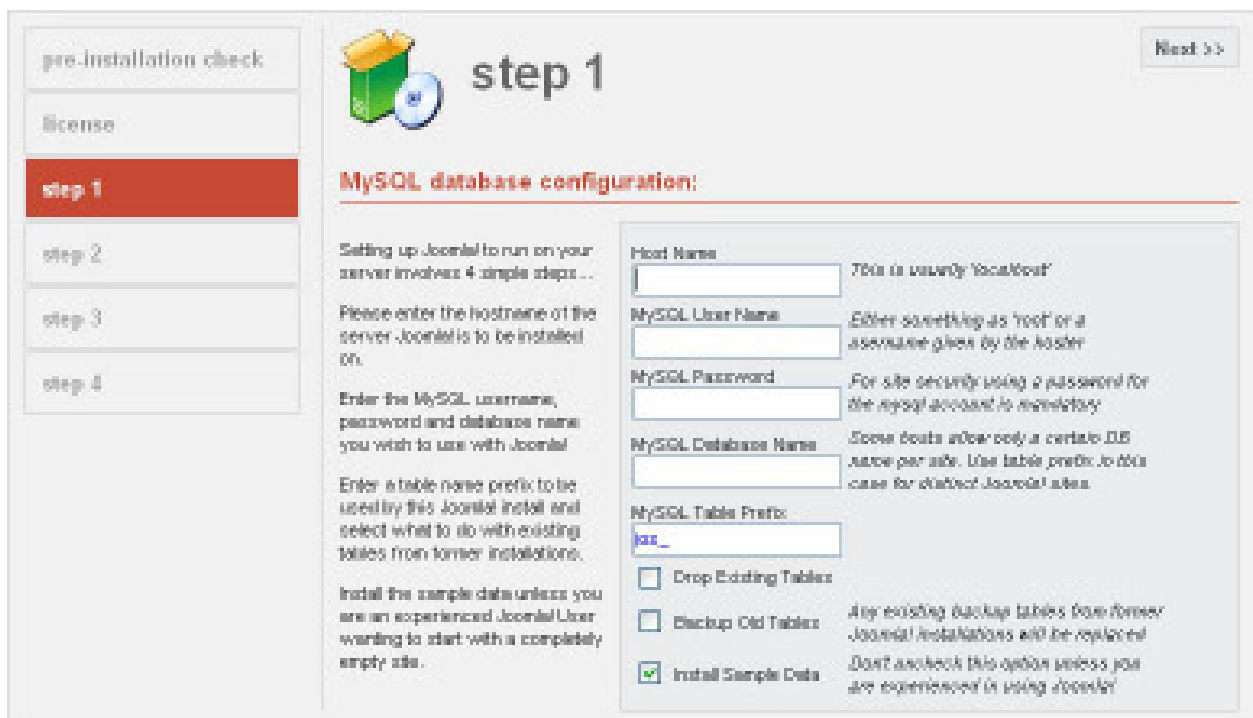 pre-installation check
license
step 1
step 2
step 3
step 4
step 1
Next >>
MySQL database configuration:
Setting up Joomla! to run on your
server involves 4 simple steps ...
Please enter the hostname of the
server Joomla! is to be installed
on.
Enter the MySQL username,
password and database name
you wish to use with Joomla!
Enter a table name prefix to be
used by this Joomla! install and
select what to do with existing
tables from former installations.
Install the sample data unless you
are an experienced Joomla! User
wanting to start with a completely
empty site.
Host Name
This is usually 'localhost'
MySQL User Name
Either something as 'root' or a
username given by the hoster
MySQL Password
For site security using a password for
the mysql account is mandatory
MySQL Database Name
Some hosts allow only a certain DB
name per site. Use table prefix in this
case for distinct Joomla! sites.
MySQL Table Prefix
jos_
Drop Existing Tables
Backup Old Tables
Any existing backup tables from former
Joomla! installations will be replaced
Install Sample Data
Don't uncheck this option unless you
are experienced in using Joomla!